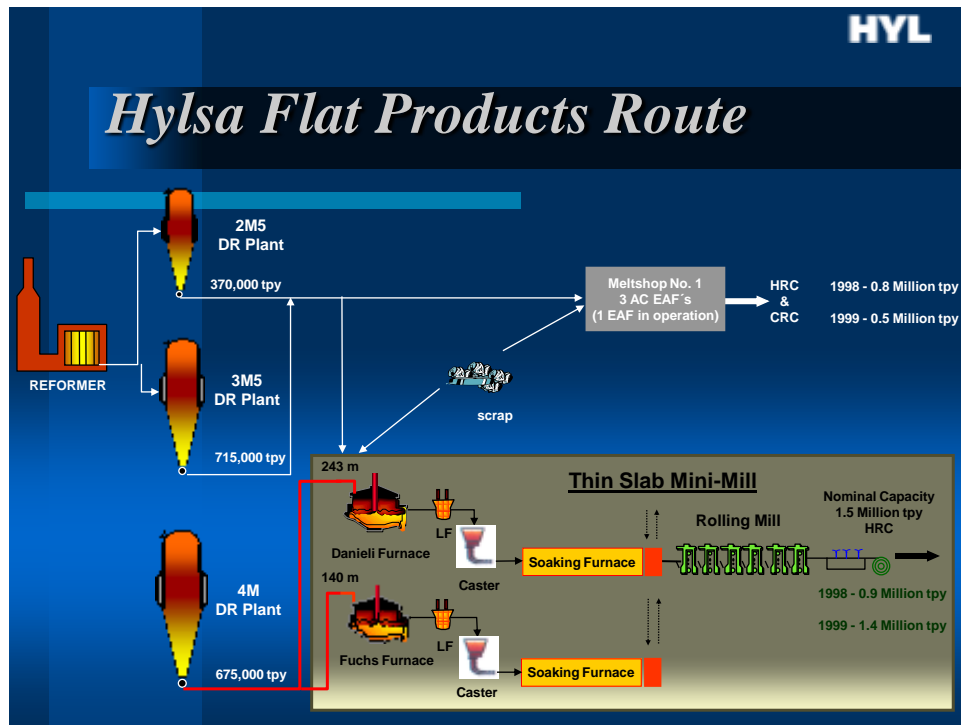 HYL
Hylsa Flat Products Route
2M5
DR Plant
370,000 tpy
Meltshop No. 1
3 AC EAF´s
(1 EAF in operation)
HRC
&
CRC
1998 - 0.8 Million tpy
1999 - 0.5 Million tpy
REFORMER
3M5
DR Plant
715,000 tpy
scrap
243 m
Thin Slab Mini-Mill
Nominal Capacity
1.5 Million tpy
HRC
Rolling Mill
LF
Danieli Furnace
Soaking Furnace
Caster
1998 - 0.9 Million tpy
1999 - 1.4 Million tpy
140 m
4M
DR Plant
LF
Fuchs Furnace
675,000 tpy
Soaking Furnace
Caster